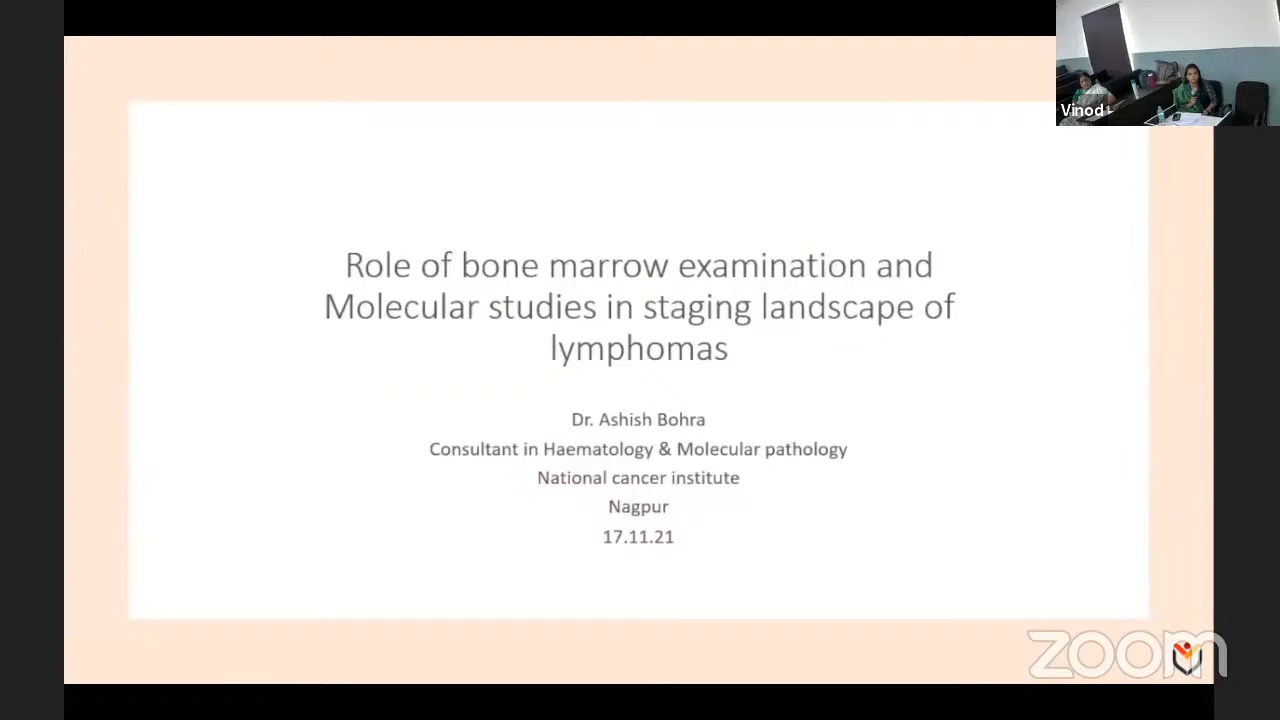 Vinod
Role of bone marrow examination and
Molecular studies in staging landscape of
lymphomas
Dr. Ashish Bohra
Consultant in Haematology & Molecular pathology
National cancer institute
Nagpur
17.11.21
zoom